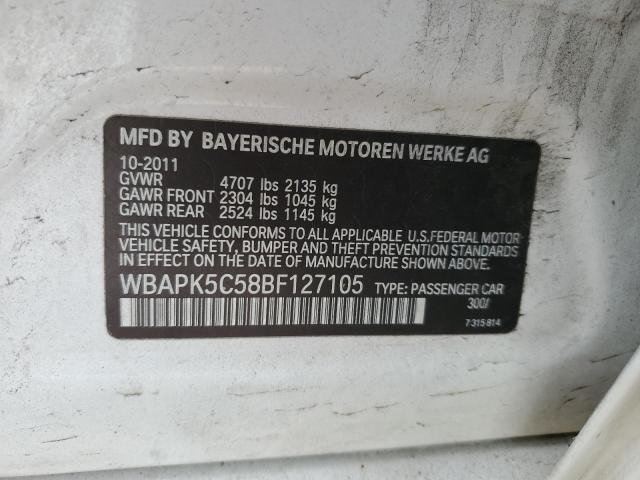 MFD BY BAYERISCHE MOTOREN WERKE AG
10-2011
GVWR 4707 lbs 2135 kg
GAWR FRONT 2304 lbs 1045 kg
GAWR REAR 2524 lbs 1145 kg
THIS VEHICLE CONFORMS TO ALL APPLICABLE U.S.FEDERAL MOTOR
VEHICLE SAFETY, BUMPER AND THEFT PREVENTION STANDARDS
IN EFFECT ON THE DATE OF MANUFACTURE SHOWN ABOVE.
WBAPK5C58BF127105 TYPE: PASSENGER CAR
300/
7 315 814